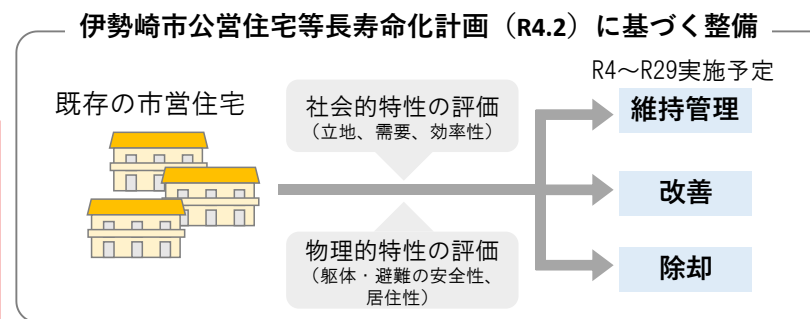 伊勢崎市公営住宅等長寿命化計画（R4.2）に基づく整備
R4～R29実施予定
既存の市営住宅
社会的特性の評価
（立地、需要、効率性）
物理的特性の評価
（躯体・避難の安全性、
居住性）
維持管理
改善
除却